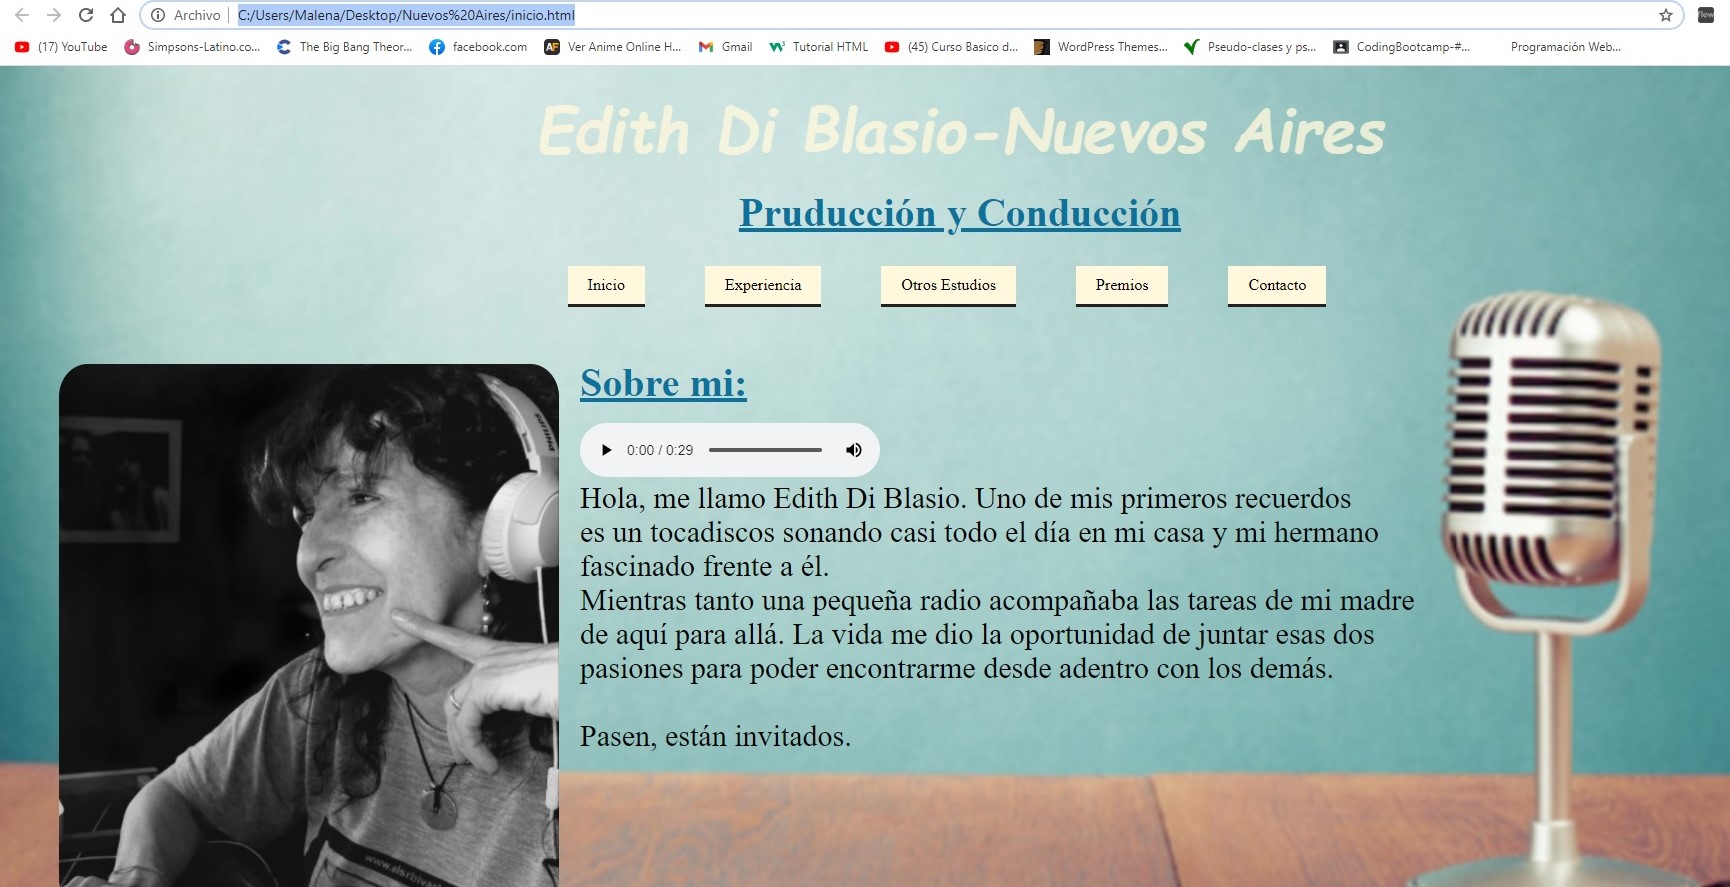 Archivo C:/Users/Malena/Desktop/Nuevos%20Aires/inicio.html
(17) YouTube Simpsons-Latino.co... The Big Bang Theor... facebook.com Ver Anime Online H... Gmail Tutorial HTML (45) Curso Basico d... WordPress Themes... Pseudo-clases y ps... CodingBootcamp-#... Programación Web...
Edith Di Blasio-Nuevos Aires
Pruducción y Conducción
Inicio Experiencia Otros Estudios Premios Contacto
Sobre mi:
0:00 / 0:29
Hola, me llamo Edith Di Blasio. Uno de mis primeros recuerdos
es un tocadiscos sonando casi todo el día en mi casa y mi hermano
fascinado frente a él.
Mientras tanto una pequeña radio acompañaba las tareas de mi madre
de aquí para allá. La vida me dio la oportunidad de juntar esas dos
pasiones para poder encontrarme desde adentro con los demás.
Pasen, están invitados.
PHILIPS